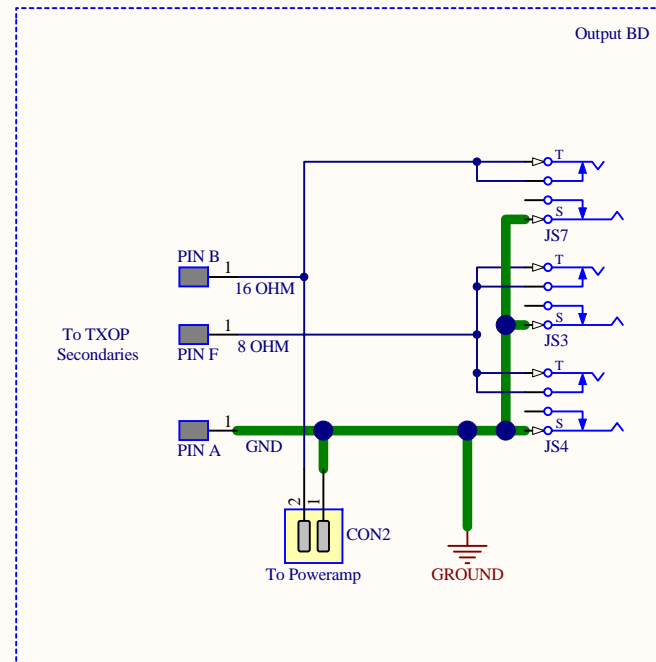 Output BD
T
S
JS7
PIN B
1
16 OHM
T
S
JS3
To TXOP
Secondaries
PIN F
1
8 OHM
T
S
JS4
PIN A
1
GND
2
1
CON2
To Poweramp
GROUND